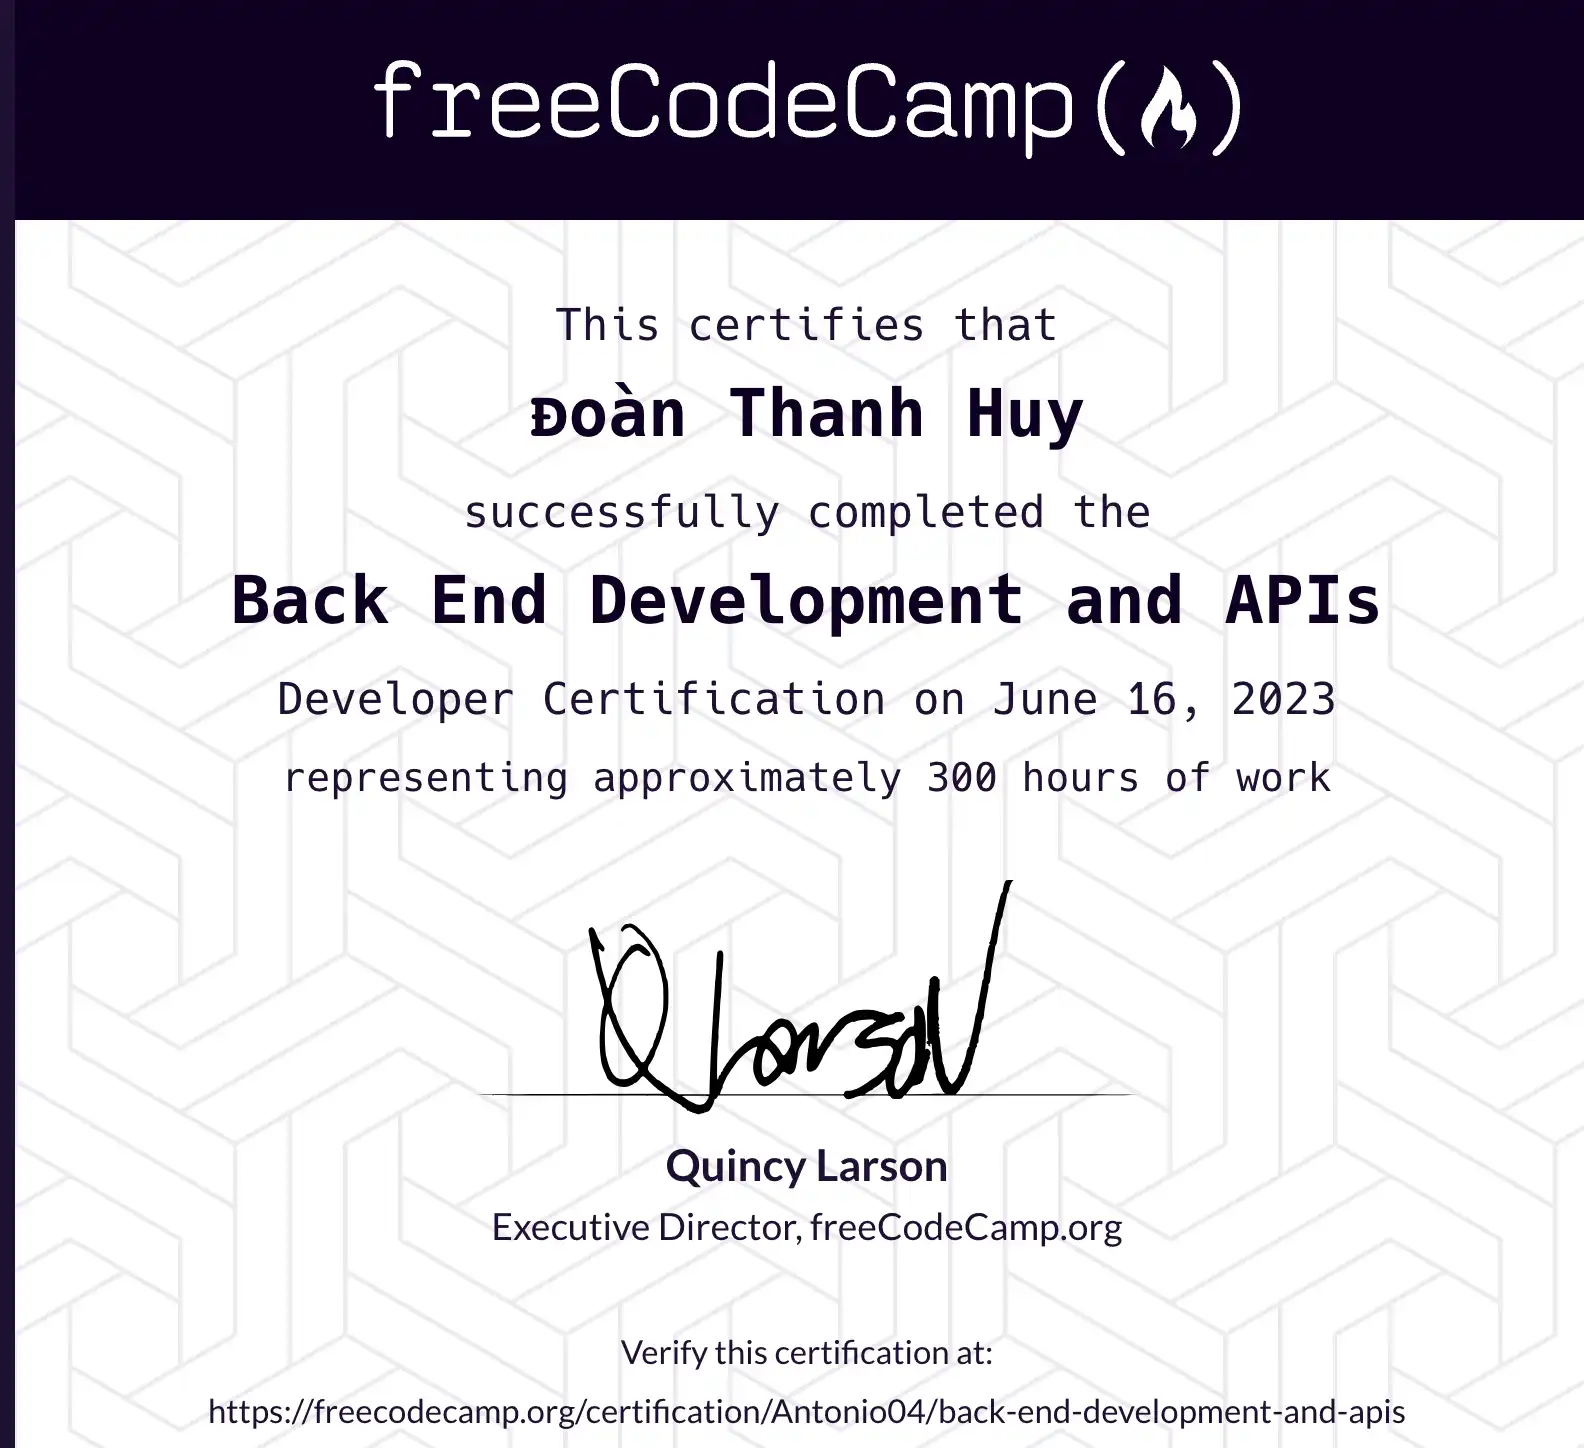 freeCodeCamp(🔥)
This certifies that
Đoàn Thanh Huy
successfully completed the
Back End Development and APIs
Developer Certification on June 16, 2023
representing approximately 300 hours of work
Q Larson
Quincy Larson
Executive Director, freeCodeCamp.org
Verify this certification at:
https://freecodecamp.org/certification/Antonio04/back-end-development-and-apis